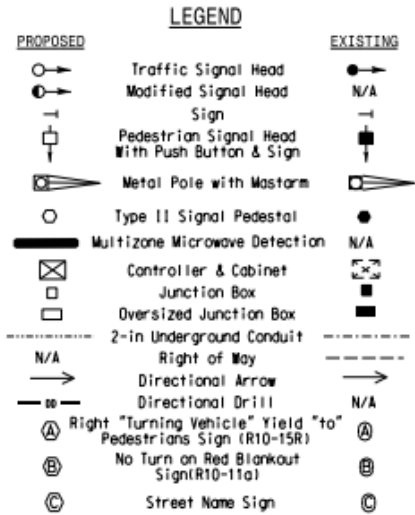 LEGEND
PROPOSED EXISTING
Traffic Signal Head
Modified Signal Head N/A
Sign
Pedestrian Signal Head
With Push Button & Sign
Metal Pole with Mastarm
Type II Signal Pedestal
Multizone Microwave Detection N/A
Controller & Cabinet
Junction Box
Oversized Junction Box
2-in Underground Conduit
N/A Right of Way
Directional Arrow
DD Directional Drill N/A
A Right "Turning Vehicle" Yield "to" A
Pedestrians Sign (R10-15R)
B No Turn on Red Blankout B
Sign(R10-11a)
C Street Name Sign C